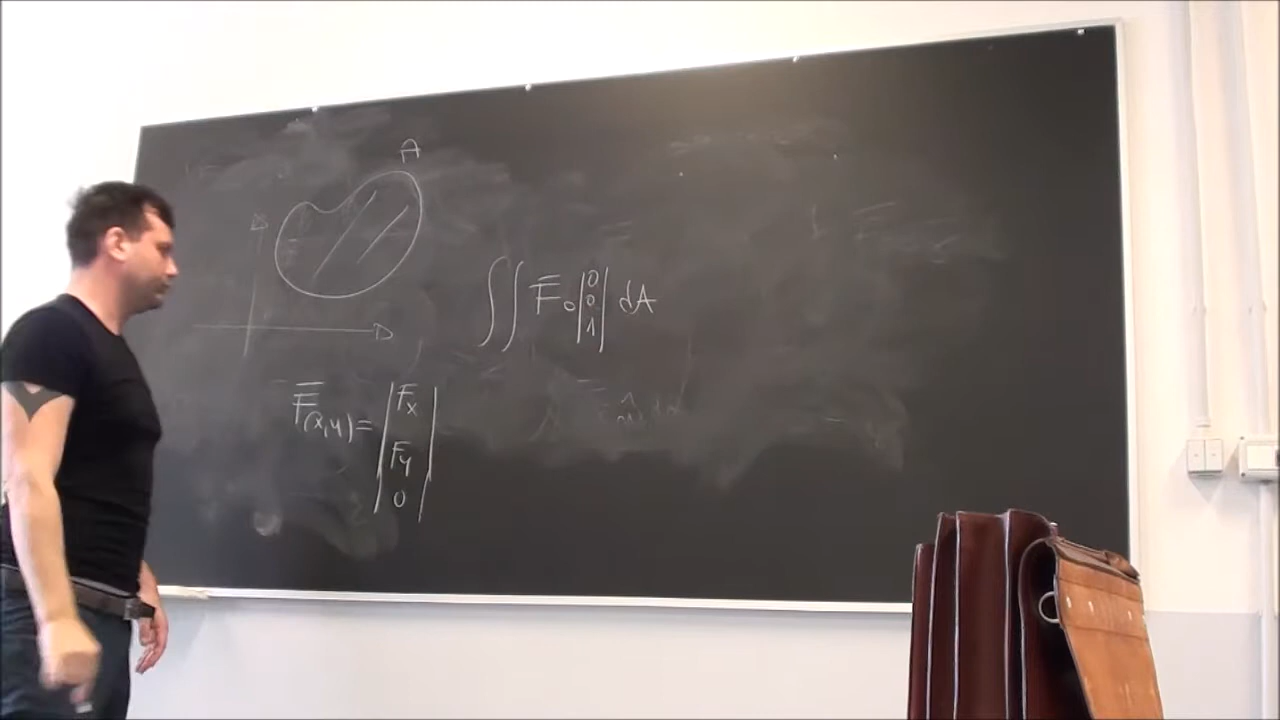 A
∬ F̄ ∘ |0 0 1| dA
F̄(x,y) = |Fx Fy 0|